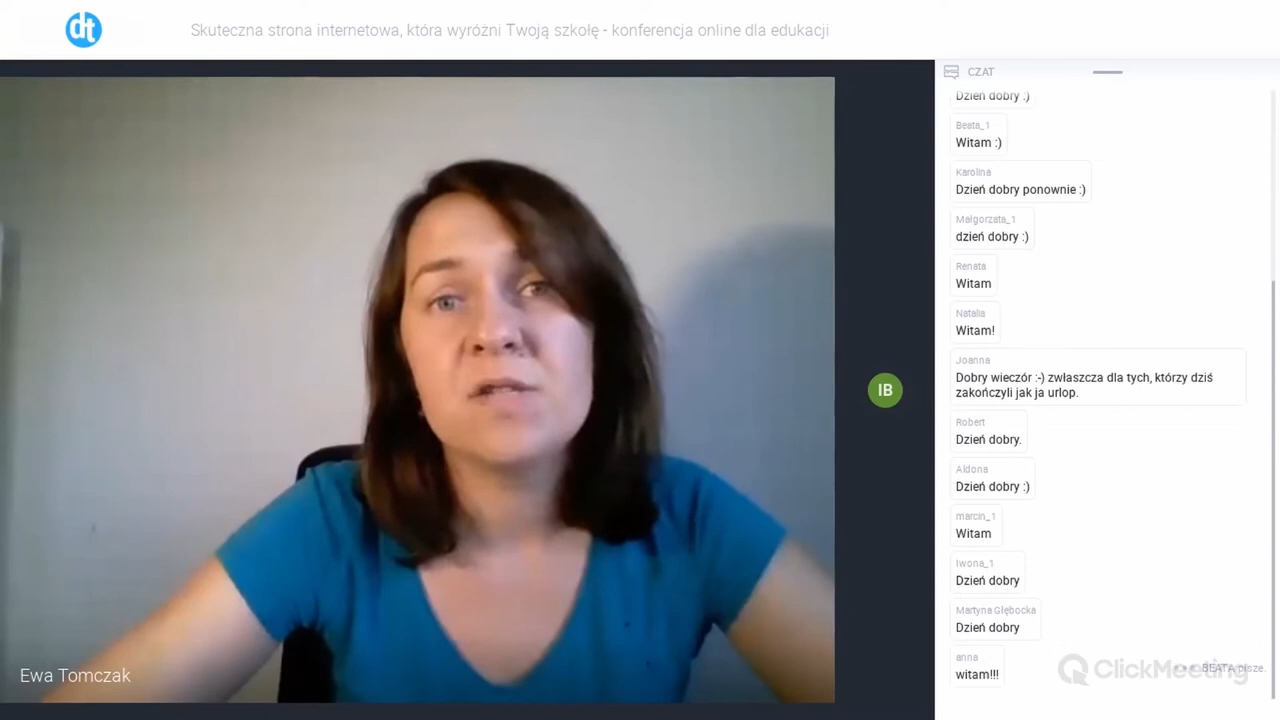 dt
Skuteczna strona internetowa, która wyróżni Twoją szkołę - konferencja online dla edukacji
CZAT
Dzień dobry :)
Beata_1
Witam :)
Karolina
Dzień dobry ponownie :)
Małgorzata_1
dzień dobry :)
Renata
Witam
Natalia
Witam!
Joanna
Dobry wieczór :-) zwłaszcza dla tych, którzy dziś
zakończyli jak ja urlop.
Robert
Dzień dobry.
Aldona
Dzień dobry :)
marcin_1
Witam
Iwona_1
Dzień dobry
Martyna Głębocka
Dzień dobry
anna
witam!!!
BEATA pisze.
ClickMeeting
IB
Ewa Tomczak